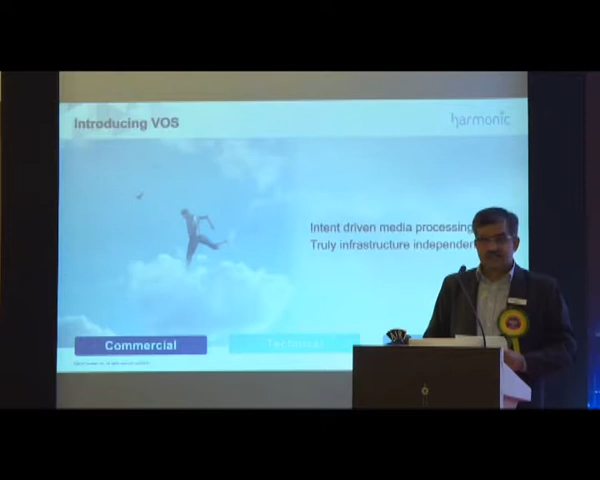 Introducing VOS
harmonic
Intent driven media processing
Truly infrastructure independen
Commercial
Technical